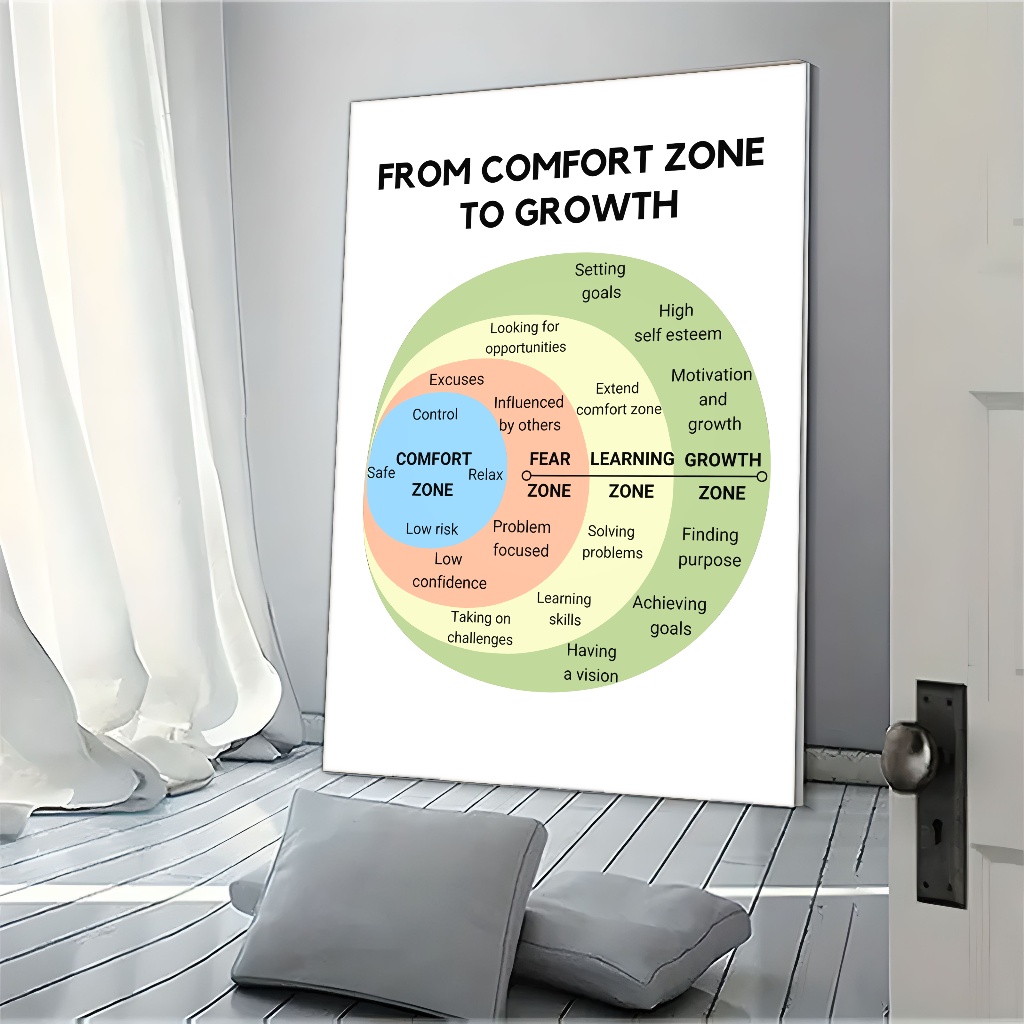 FROM COMFORT ZONE
TO GROWTH
Setting
goals
High
self esteem
Looking for
opportunities
Motivation
and
growth
Excuses
Extend
comfort zone
Influenced
by others
Control
COMFORT
ZONE
Safe
Relax
FEAR
ZONE
LEARNING
ZONE
GROWTH
ZONE
Low risk
Problem
focused
Solving
problems
Finding
purpose
Low
confidence
Learning
skills
Achieving
goals
Taking on
challenges
Having
a vision